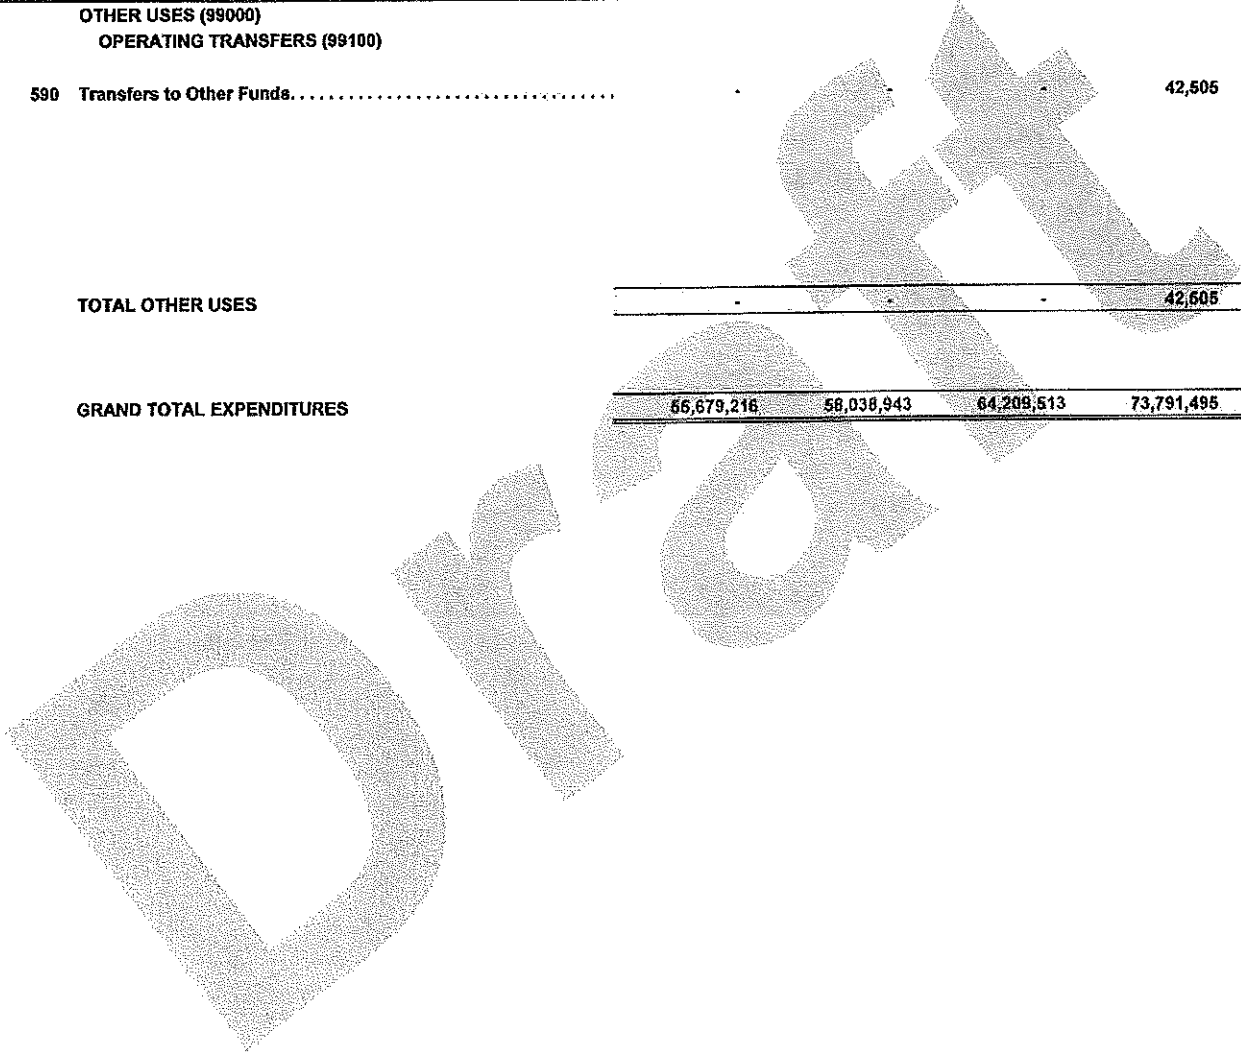 OTHER USES (99000)
OPERATING TRANSFERS (99100)
590 Transfers to Other Funds.................................. - - - 42,505
TOTAL OTHER USES - - - 42,505
GRAND TOTAL EXPENDITURES 55,679,216 58,038,943 64,209,513 73,791,495
Draft